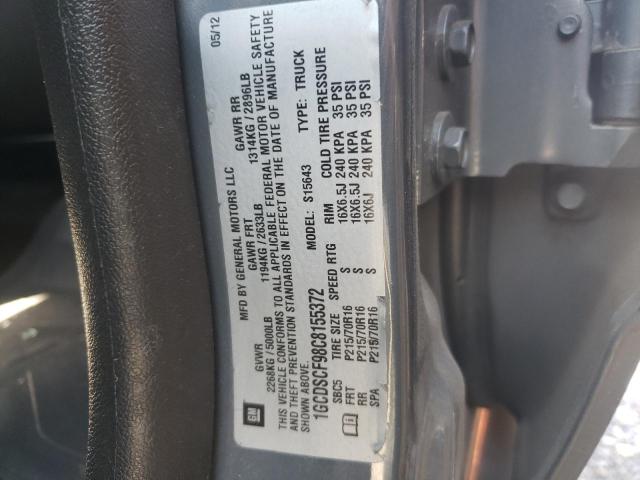 GM
MFD BY GENERAL MOTORS LLC
05/12
GVWR GAWR FRT GAWR RR
2268KG / 5000LB 1194KG / 2633LB 1314KG / 2896LB
THIS VEHICLE CONFORMS TO ALL APPLICABLE FEDERAL MOTOR VEHICLE SAFETY
AND THEFT PREVENTION STANDARDS IN EFFECT ON THE DATE OF MANUFACTURE
SHOWN ABOVE.
1GCDSCF98C8155372 MODEL: S15643 TYPE: TRUCK
SBC5 TIRE SIZE SPEED RTG RIM COLD TIRE PRESSURE
FRT P215/70R16 S 16X6.5J 240 KPA 35 PSI
RR P215/70R16 S 16X6.5J 240 KPA 35 PSI
SPA P215/70R16 S 16X6J 240 KPA 35 PSI